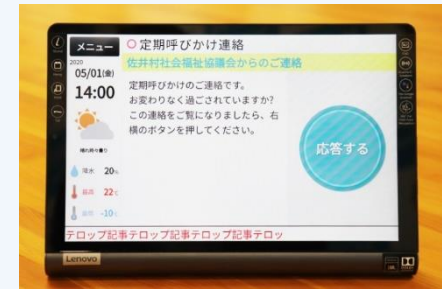 メニュー
○定期呼びかけ連絡
2020
05/01(金)
14:00
佐井村社会福祉協議会からのご連絡
定期呼びかけのご連絡です。
お変わりなく過ごされていますか?
この連絡をご覧になりましたら、右
横のボタンを押してください。
応答する
晴れ時々曇り
降水 20%
最高 22℃
-10℃
テロップ記事テロップ記事テロップ記事テロッ
Lenovo